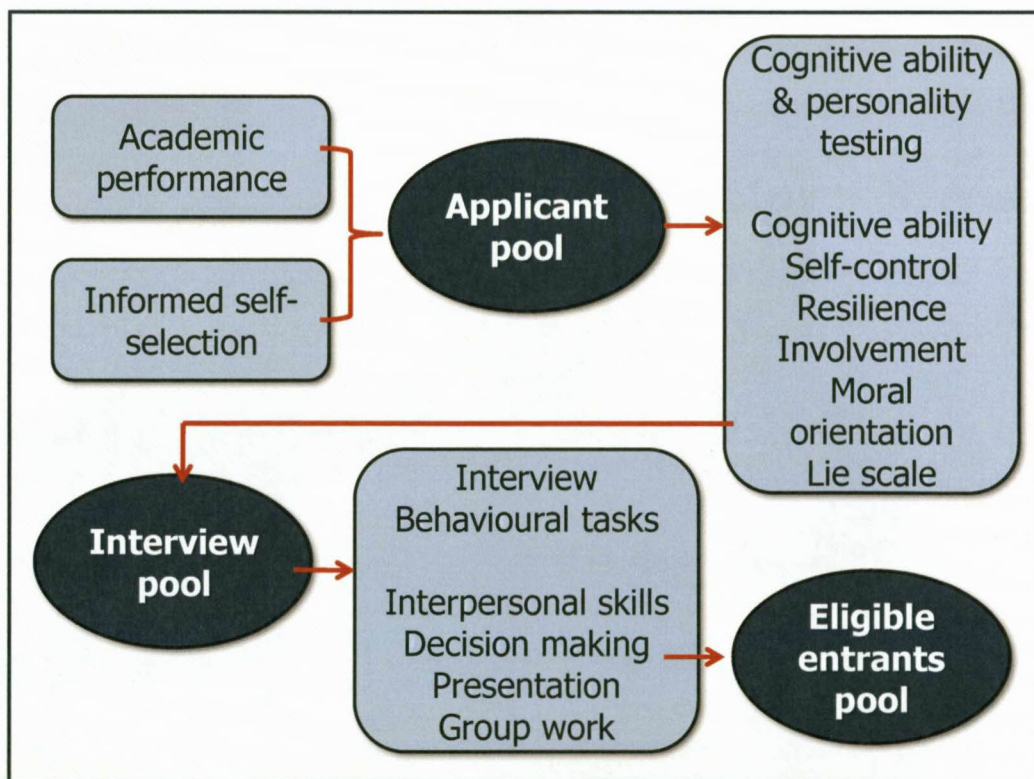 Academic
performance
Informed self-
selection
Applicant
pool
Cognitive ability
& personality
testing
Cognitive ability
Self-control
Resilience
Involvement
Moral
orientation
Lie scale
Interview
pool
Interview
Behavioural tasks
Interpersonal skills
Decision making
Presentation
Group work
Eligible
entrants
pool